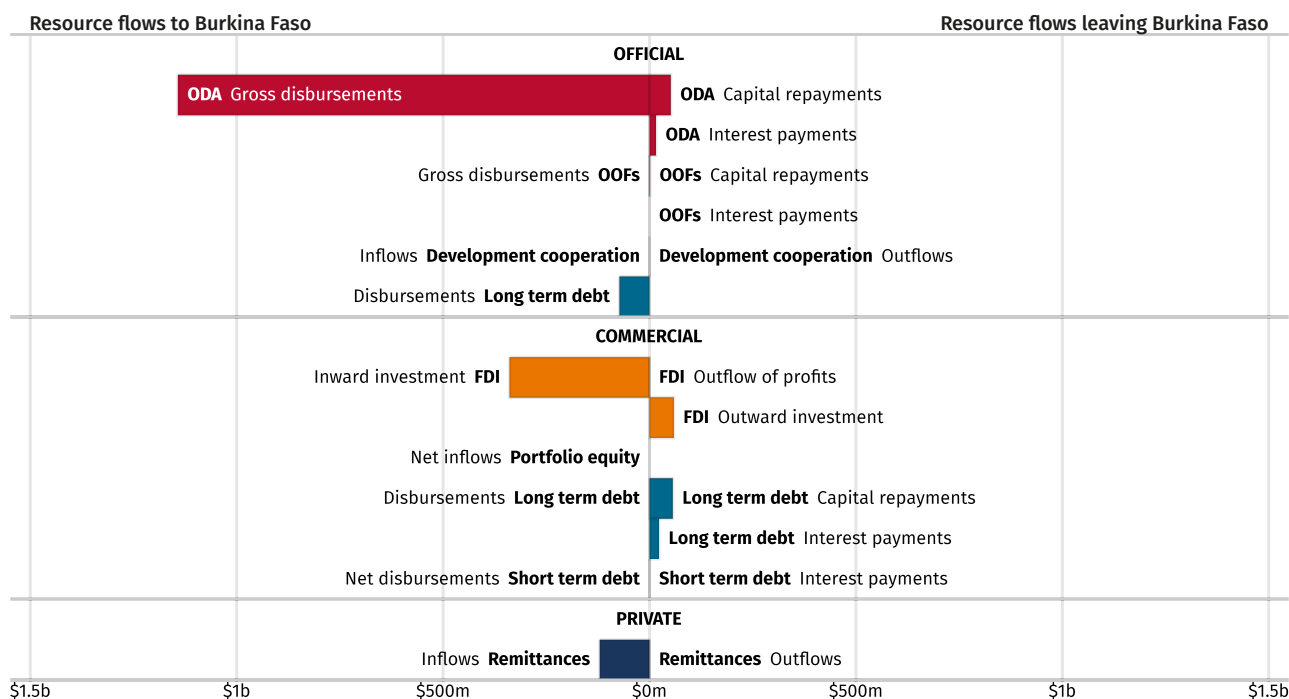 Resource flows to Burkina Faso Resource flows leaving Burkina Faso
OFFICIAL
ODA Gross disbursements ODA Capital repayments
ODA Interest payments
Gross disbursements OOFs OOFs Capital repayments
OOFs Interest payments
Inflows Development cooperation Development cooperation Outflows
Disbursements Long term debt
COMMERCIAL
Inward investment FDI FDI Outflow of profits
FDI Outward investment
Net inflows Portfolio equity
Disbursements Long term debt Long term debt Capital repayments
Long term debt Interest payments
Net disbursements Short term debt Short term debt Interest payments
PRIVATE
Inflows Remittances Remittances Outflows
$1.5b $1b $500m $0m $500m $1b $1.5b